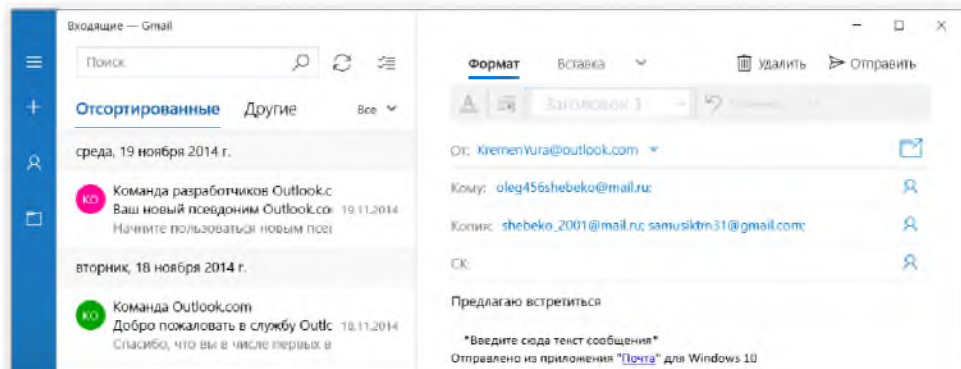 Входящие — Gmail
Поиск
Отсортированные Другие Все
среда, 19 ноября 2014 г.
КО
Команда разработчиков Outlook.c
Ваш новый псевдоним Outlook.co 19.11.2014
Начните пользоваться новым псев
вторник, 18 ноября 2014 г.
КО
Команда Outlook.com
Добро пожаловать в службу Outlc 18.11.2014
Спасибо, что вы в числе первых в
Формат Вставка Удалить Отправить
А Заголовок 3
От: KremenYura@outlook.com
Кому: oleg456shebeko@mail.ru;
Копия: shebeko_2001@mail.ru; samusiktm31@gmail.com;
СК:
Предлагаю встретиться
*Введите сюда текст сообщения*
Отправлено из приложения "Почта" для Windows 10